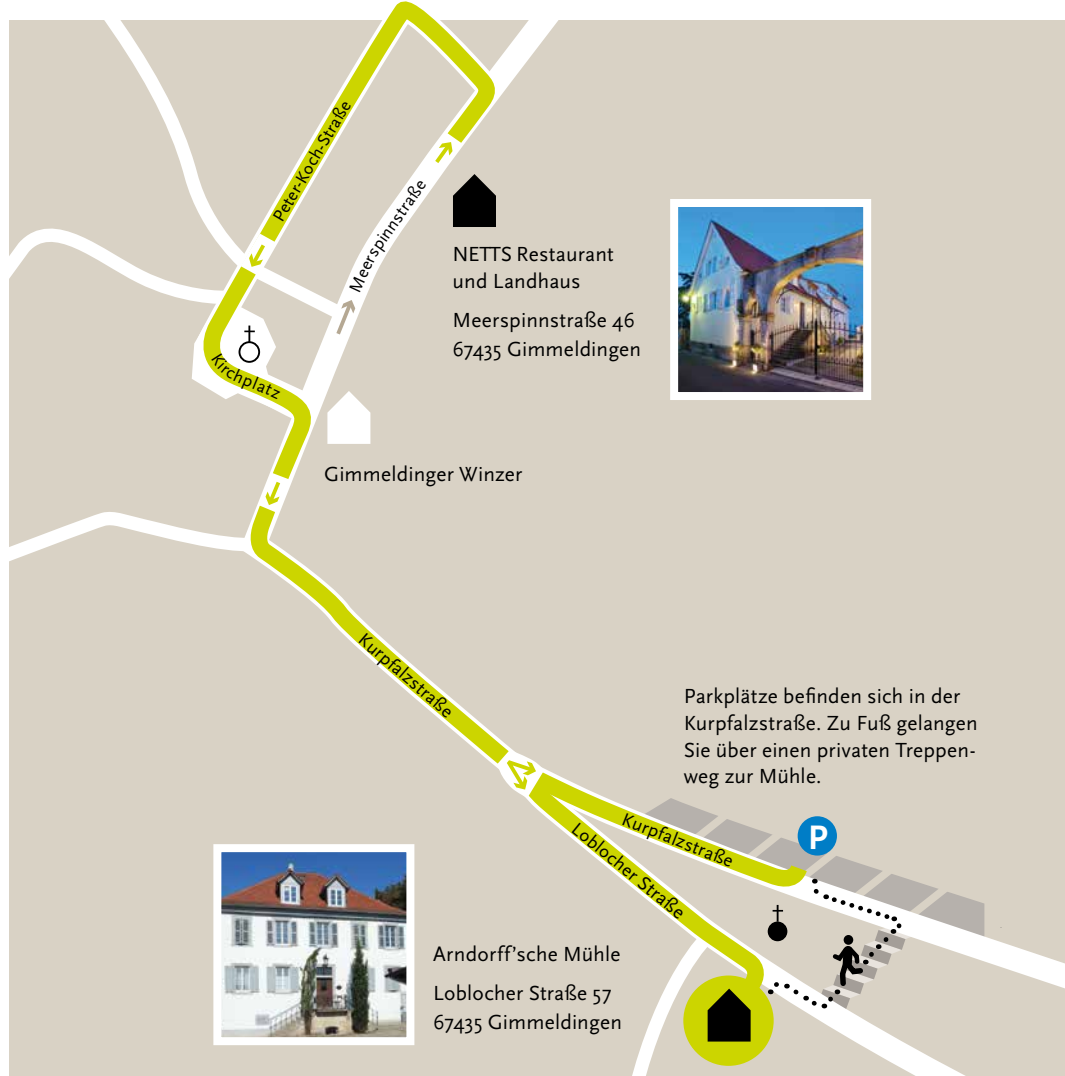 Peter-Koch-Straße
Meerspinnstraße
NETTS Restaurant
und Landhaus
Meerspinnstraße 46
67435 Gimmeldingen
Kirchplatz
Gimmeldinger Winzer
Kurpfalzstraße
Parkplätze befinden sich in der
Kurpfalzstraße. Zu Fuß gelangen
Sie über einen privaten Treppen-
weg zur Mühle.
P
Kurpfalzstraße
Loblocher Straße
Arndorff’sche Mühle
Loblocher Straße 57
67435 Gimmeldingen